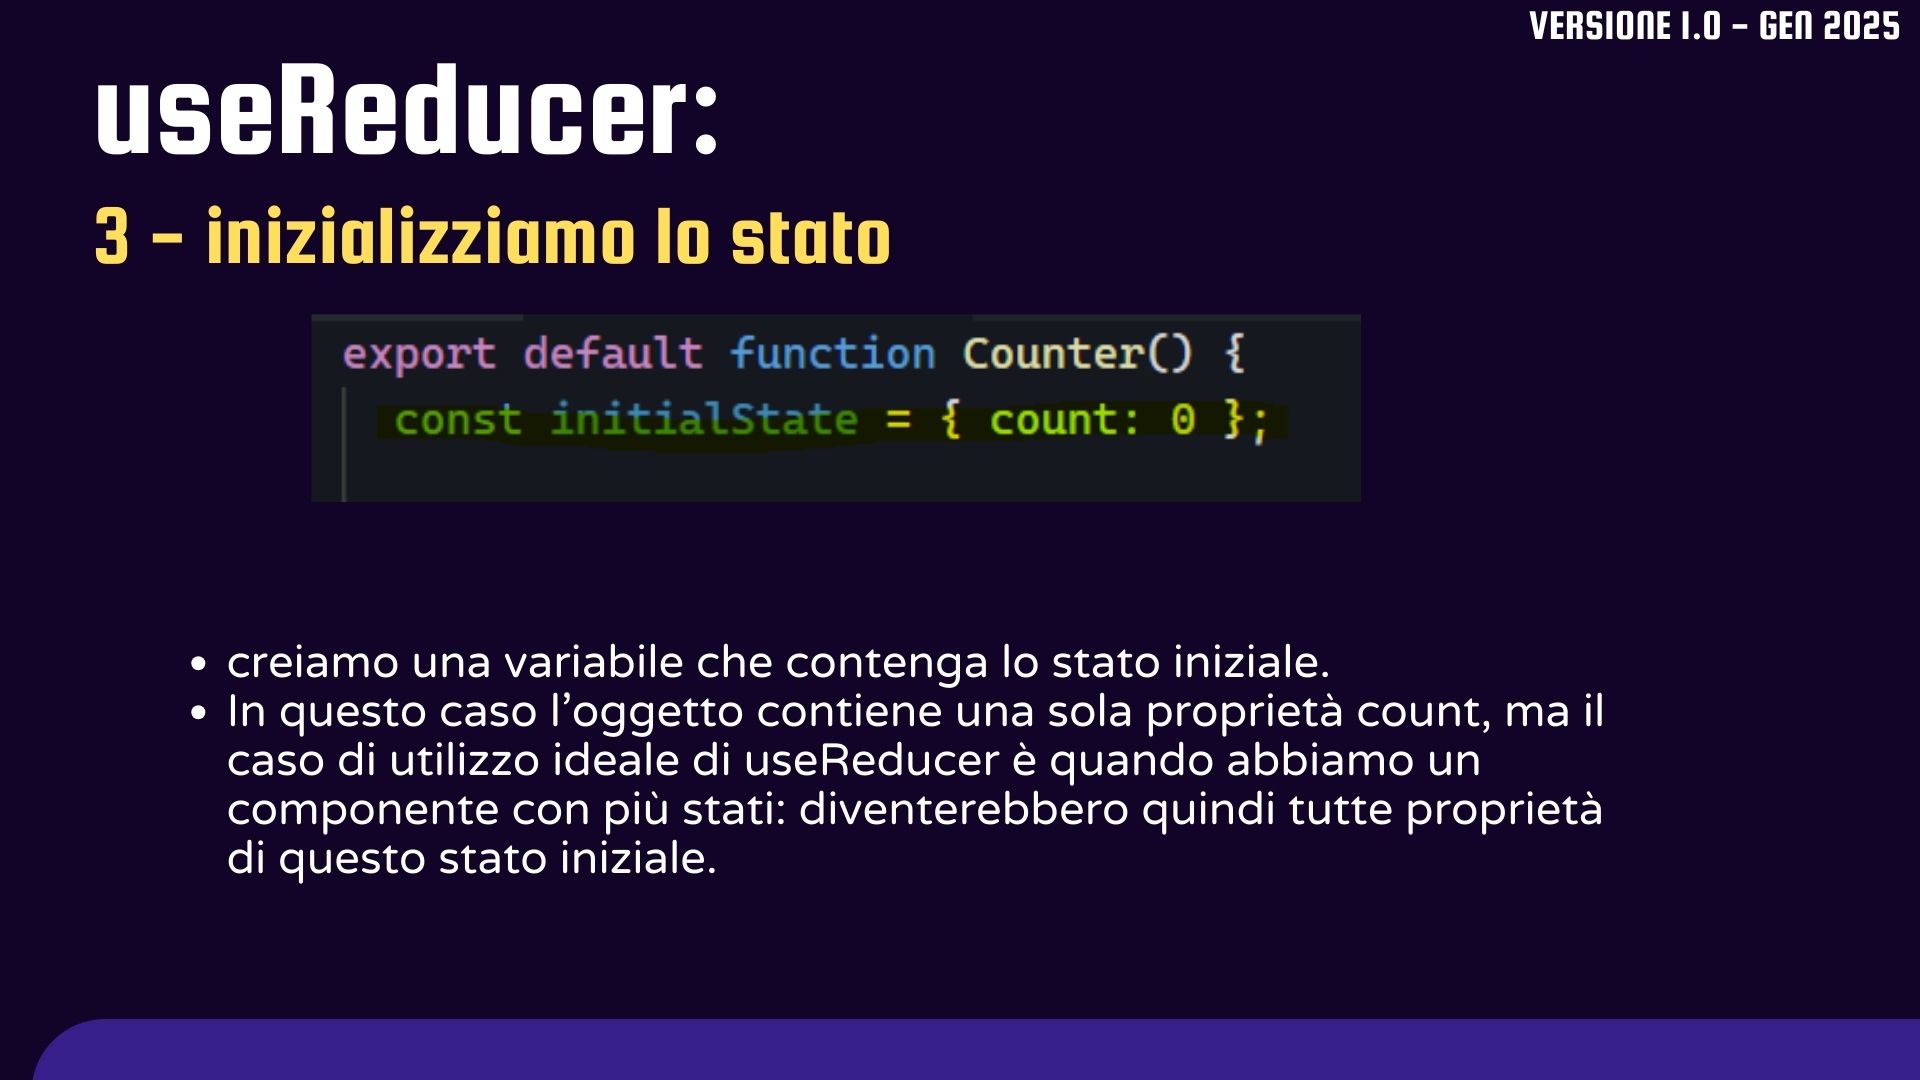 VERSIONE 1.0 - GEN 2025
useReducer:
3 - inizializziamo lo stato
export default function Counter() {
const initialState = { count: 0 };
• creiamo una variabile che contenga lo stato iniziale.
• In questo caso l’oggetto contiene una sola proprietà count, ma il
caso di utilizzo ideale di useReducer è quando abbiamo un
componente con più stati: diventerebbero quindi tutte proprietà
di questo stato iniziale.